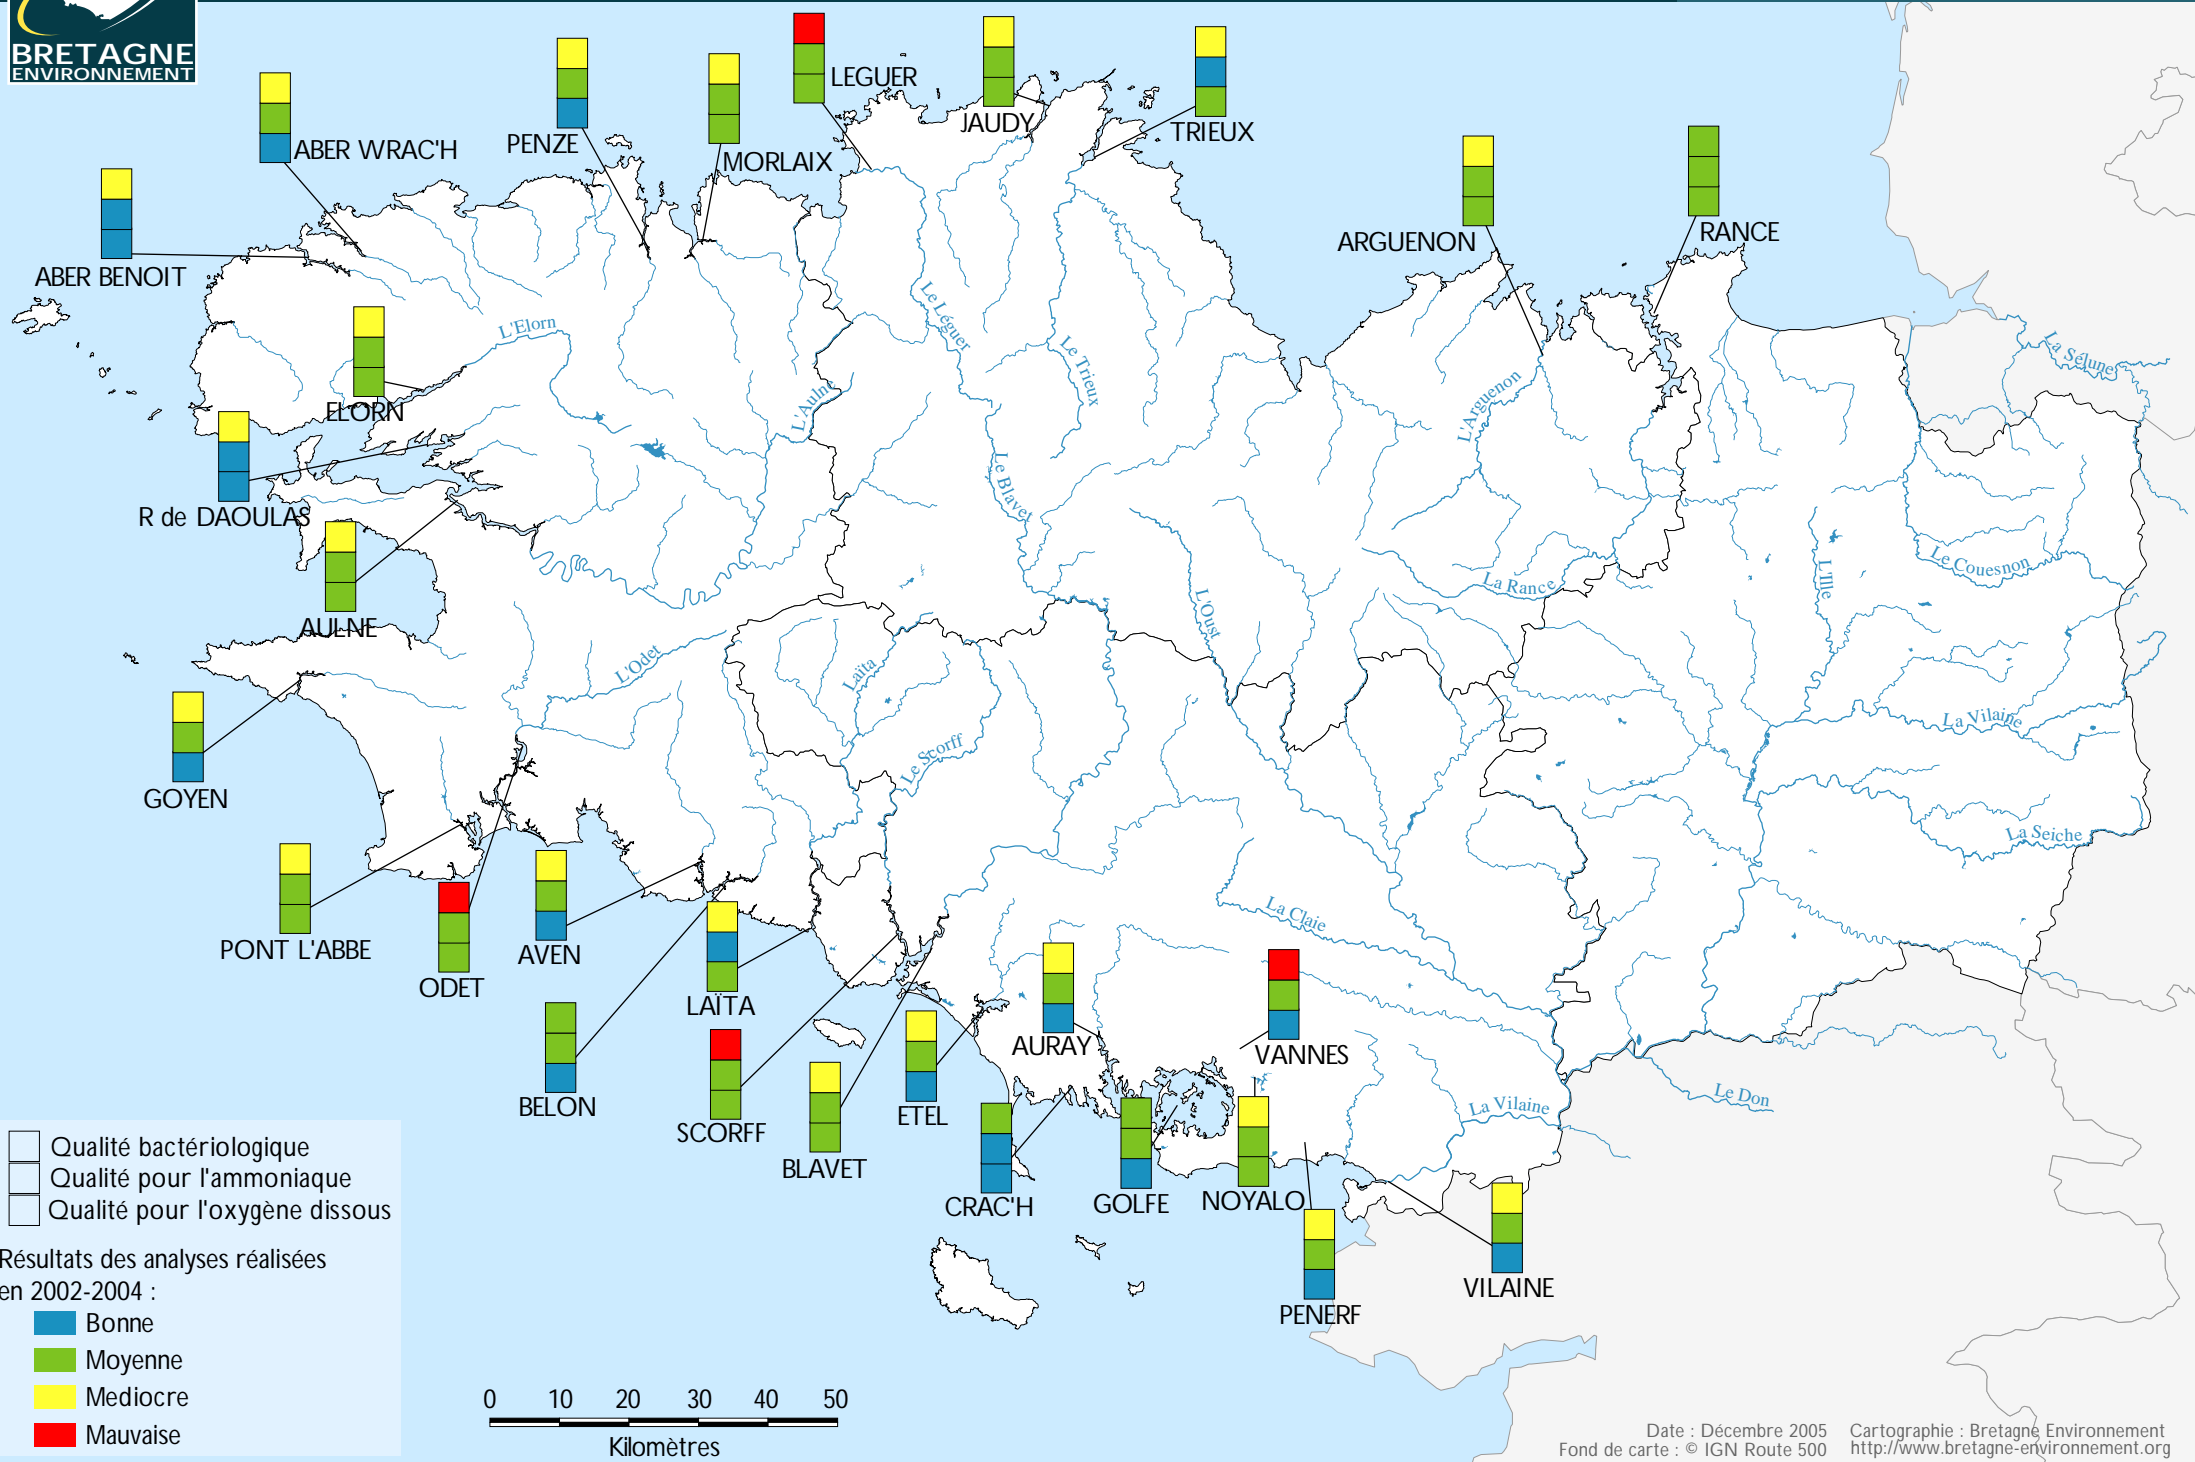 BRETAGNE
ENVIRONNEMENT
LEGUER
ABER WRAC'H
PENZE
MORLAIX
JAUDY
TRIEUX
ABER BENOIT
ARGUENON
RANCE
L'Elorn
Le Léguer
Le Trieux
La Sélune
ELORN
L'Aulne
L'Arguenon
Le Blavet
R de DAOULAS
Le Couesnon
L'Ille
La Rance
L'Oust
AULNE
L'Odet
Laïta
La Vilaine
Le Scorff
GOYEN
La Seiche
La Claie
PONT L'ABBE
ODET
AVEN
LAÏTA
AURAY
VANNES
BELON
SCORFF
ETEL
Le Don
La Vilaine
BLAVET
CRAC'H
GOLFE
NOYALO
VILAINE
PENERF
Qualité bactériologique
Qualité pour l'ammoniaque
Qualité pour l'oxygène dissous
Résultats des analyses réalisées
en 2002-2004 :
Bonne
Moyenne
Mediocre
Mauvaise
0 10 20 30 40 50
Kilomètres
Date : Décembre 2005 Cartographie : Bretagne Environnement
Fond de carte : © IGN Route 500 http://www.bretagne-environnement.org